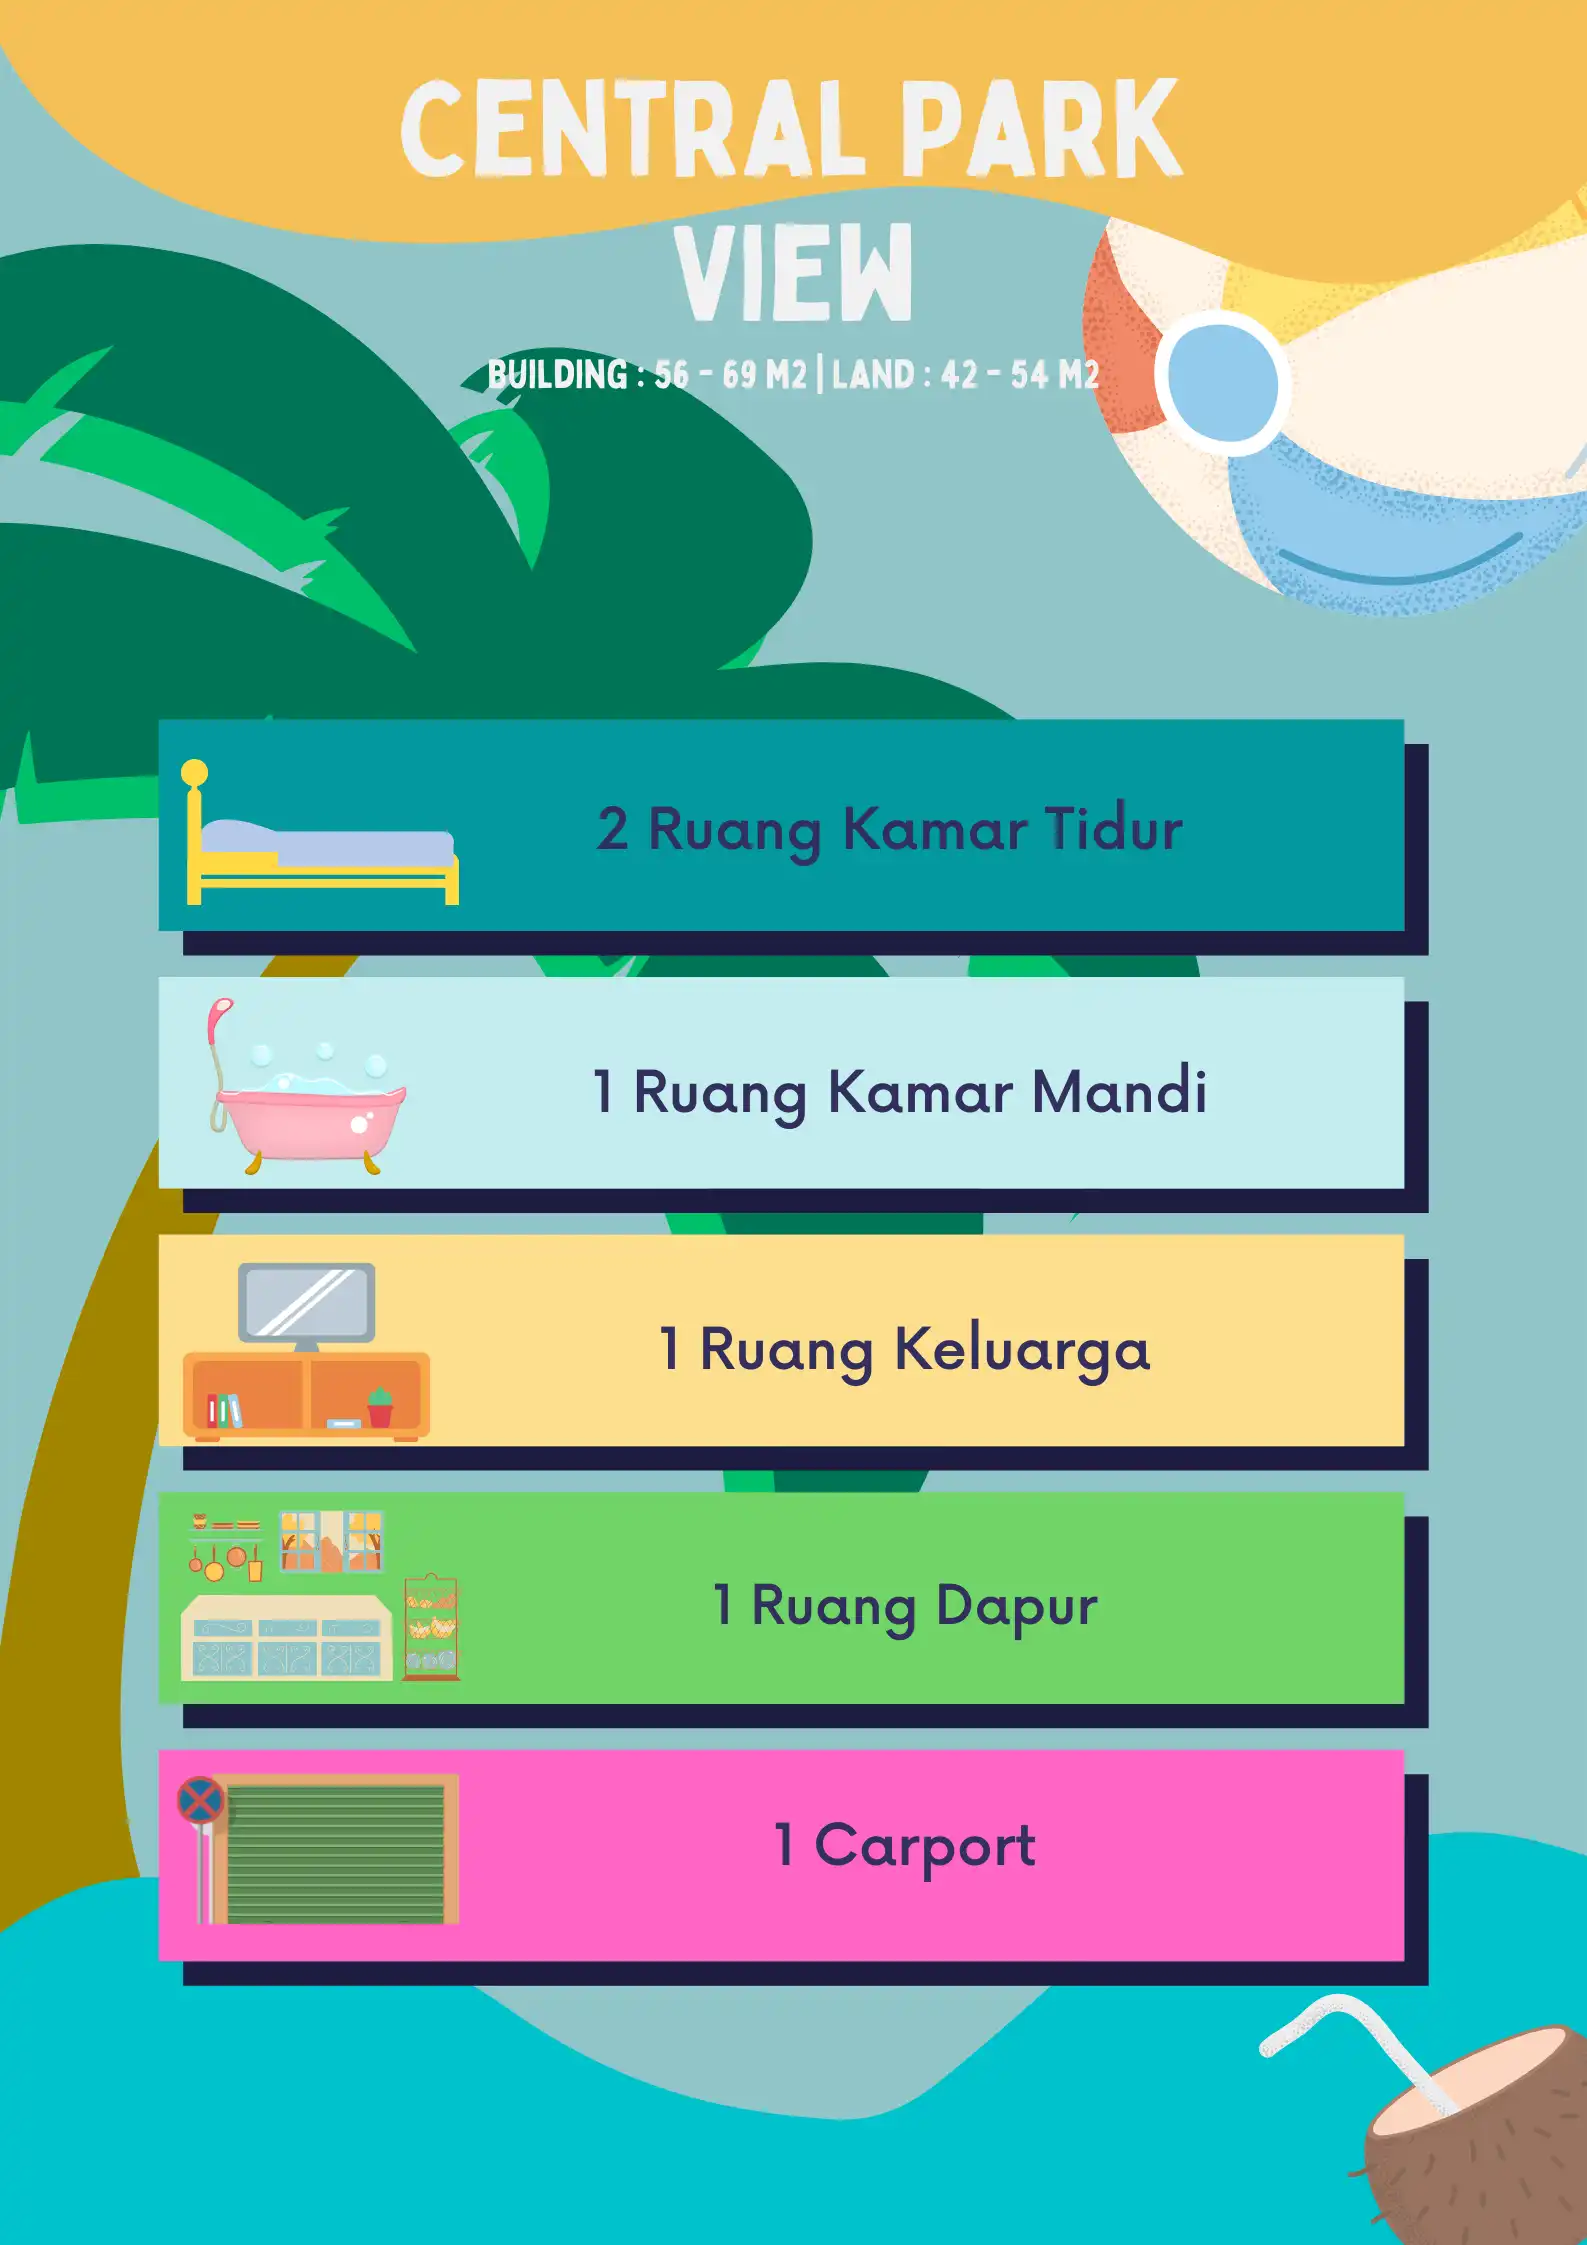 CENTRAL PARK
VIEW
BUILDING : 56 - 69 M2 | LAND : 42 - 54 M2
2 Ruang Kamar Tidur
1 Ruang Kamar Mandi
1 Ruang Keluarga
1 Ruang Dapur
1 Carport